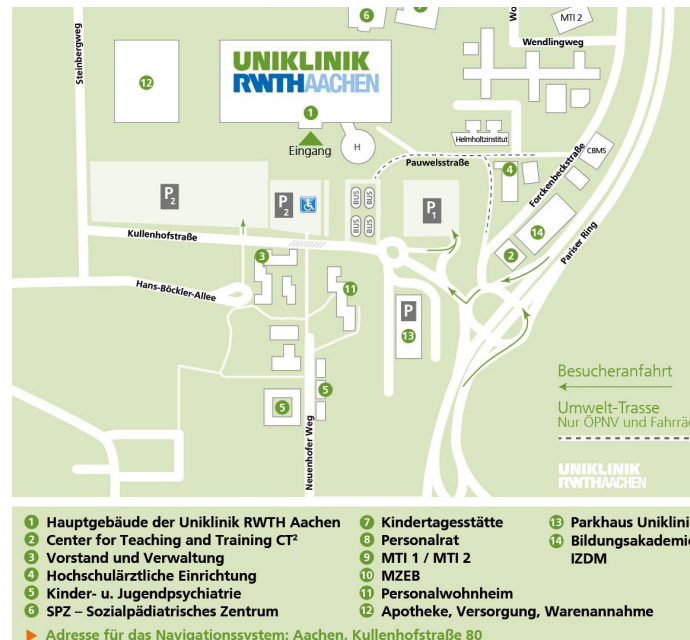 6
7
MTI 2
Wendlingweg
Steinbergweg
12
UNIKLINIK
RWTHAACHEN
1
Eingang
H
Helmholtzinstitut
CBMS
Pauwelsstraße
4
Forckenbeckstraße
P2
P2
BUS BUS
BUS BUS
P1
14
2
Pariser Ring
Kullenhofstraße
3
Hans-Böckler-Allee
11
P
13
5
5
Neuenhofer Weg
Besucheranfahrt
Umwelt-Trasse
Nur ÖPNV und
UNIKLINIK
RWTHAACHEN
1 Hauptgebäude der Uniklinik RWTH Aachen
2 Center for Teaching and Training CT²
3 Vorstand und Verwaltung
4 Hochschulärztliche Einrichtung
5 Kinder- u. Jugendpsychiatrie
6 SPZ – Sozialpädiatrisches Zentrum
7 Kindertagesstätte
8 Personalrat
9 MTI 1 / MTI 2
10 MZEB
11 Personalwohnheim
12 Apotheke, Versorgung, Warenannahme
13 Parkhaus Uniklini
14 Bildungsakademie
IZDM
Adresse für das Navigationssystem: Aachen, Kullenhofstraße 80